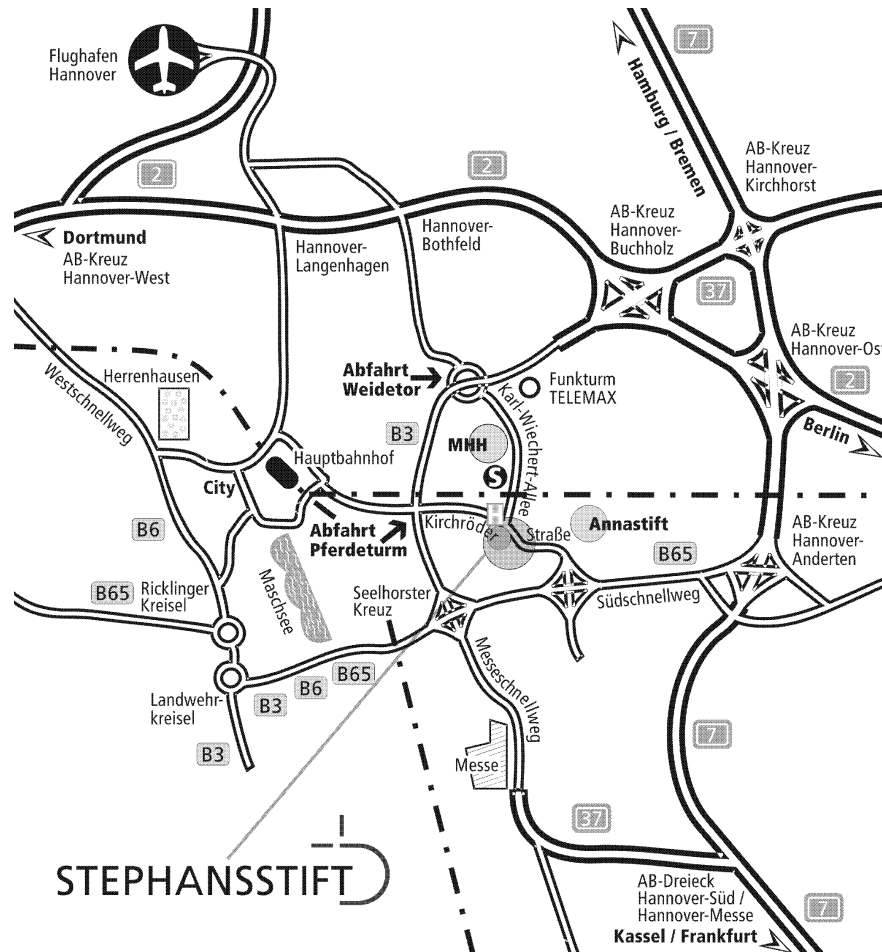 Flughafen
Hannover
7
Hamburg / Bremen
AB-Kreuz
Hannover-
Kirchhorst
2
2
AB-Kreuz
Hannover-
Buchholz
Dortmund
AB-Kreuz
Hannover-West
Hannover-
Langenhagen
Hannover-
Bothfeld
37
AB-Kreuz
Hannover-Ost
2
Berlin
Westschnellweg
Herrenhausen
Abfahrt
Weidetor
Funkturm
TELEMAX
Karl-Wiechert-Allee
B3
MHH
S
Hauptbahnhof
City
H
Kirchröder
Straße
Annastift
Abfahrt
Pferdeturm
B6
B65
AB-Kreuz
Hannover-
Anderten
B65
Ricklinger
Kreisel
Maschsee
Seelhorster
Kreuz
Südschnellweg
Messeschnellweg
Landwehr-
kreisel
B3
B6
B65
B3
Messe
7
37
STEPHANSSTIFT
AB-Dreieck
Hannover-Süd /
Hannover-Messe
Kassel / Frankfurt
7